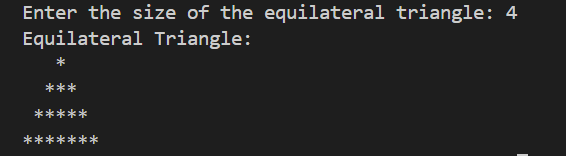 Enter the size of the equilateral triangle: 4
Equilateral Triangle:
   *
  ***
 *****
*******